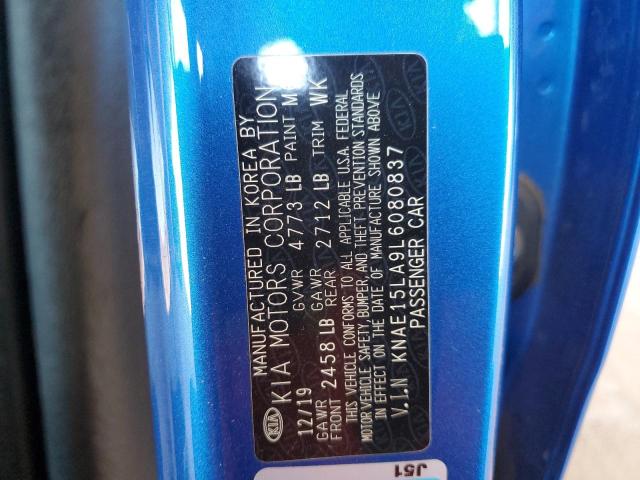 MANUFACTURED IN KOREA BY
KIA KIA MOTORS CORPORATION
12/19 GVWR 4773 LB PAINT
GAWR FRONT 2458 LB GAWR REAR 2712 LB TRIM WK
THIS VEHICLE CONFORMS TO ALL APPLICABLE U.S.A. FEDERAL
MOTOR VEHICLE SAFETY, BUMPER, AND THEFT PREVENTION STANDARDS
IN EFFECT ON THE DATE OF MANUFACTURE SHOWN ABOVE
V.I.N KNAE15LA9L6080837
PASSENGER CAR
J51